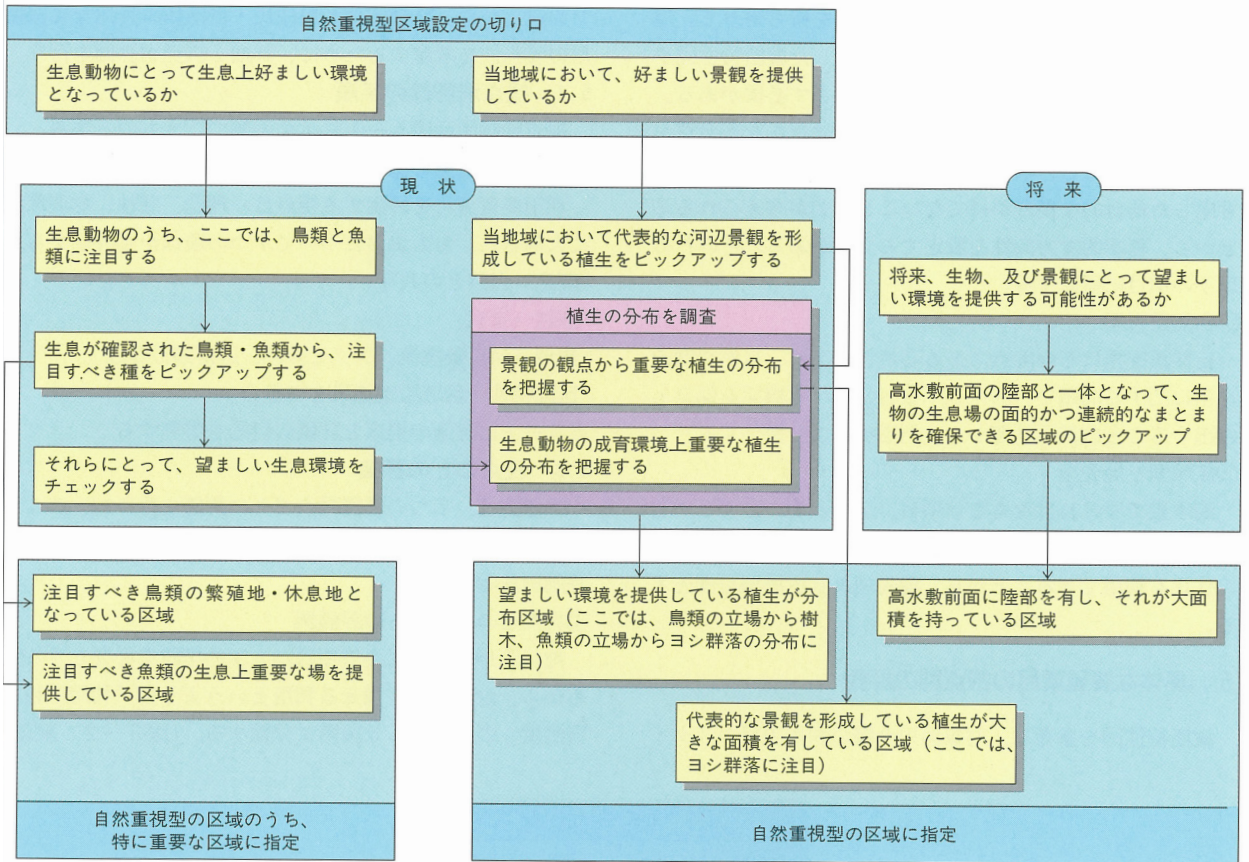 自然重視型区域設定の切り口
生息動物にとって生息上好ましい環境
となっているか
当地域において、好ましい景観を提供
しているか
現　状
生息動物のうち、ここでは、鳥類と魚
類に注目する
当地域において代表的な河辺景観を形
成している植生をピックアップする
生息が確認された鳥類・魚類から、注
目すべき種をピックアップする
植生の分布を調査
景観の観点から重要な植生の分布
を把握する
それらにとって、望ましい生息環境を
チェックする
生息動物の成育環境上重要な植生
の分布を把握する
将　来
将来、生物、及び景観にとって望まし
い環境を提供する可能性があるか
高水敷前面の陸部と一体となって、生
物の生息場の面的かつ連続的なまとま
りを確保できる区域のピックアップ
注目すべき鳥類の繁殖地・休息地と
なっている区域
注目すべき魚類の生息上重要な場を提
供している区域
自然重視型の区域のうち、
特に重要な区域に指定
望ましい環境を提供している植生が分
布区域（ここでは、鳥類の立場から樹
木、魚類の立場からヨシ群落の分布に
注目）
高水敷前面に陸部を有し、それが大面
積を持っている区域
代表的な景観を形成している植生が大
きな面積を有している区域（ここでは、
ヨシ群落に注目）
自然重視型の区域に指定